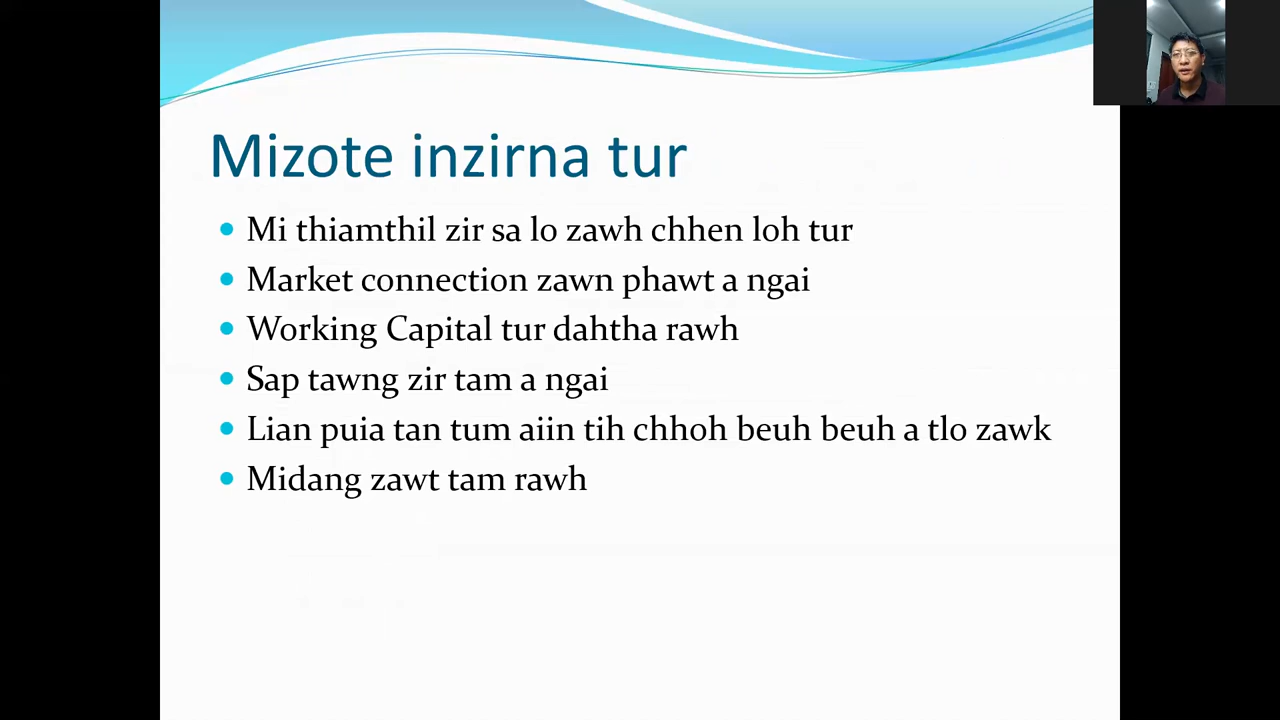 Mizote inzirna tur
Mi thiamthil zir sa lo zawh chhen loh tur
Market connection zawn phawt a ngai
Working Capital tur dahtha rawh
Sap tawng zir tam a ngai
Lian puia tan tum aiin tih chhoh beuh beuh a tlo zawk
Midang zawt tam rawh